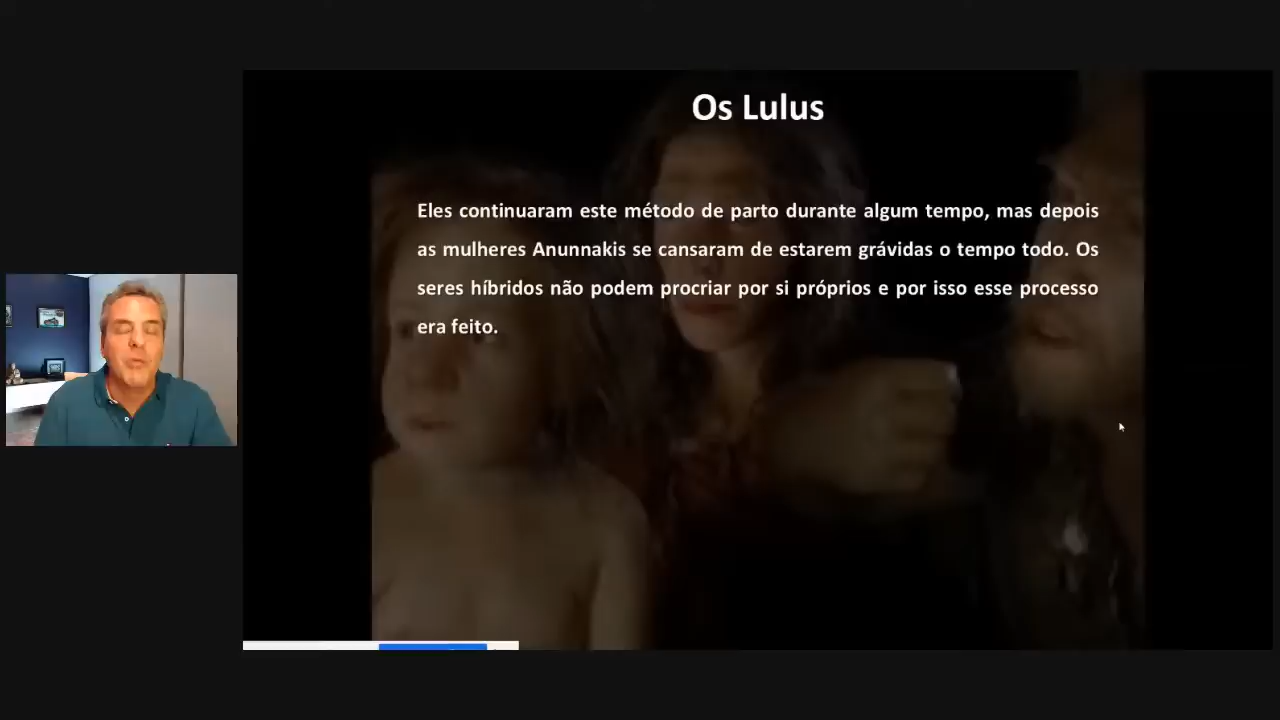 Os Lulus
Eles continuaram este método de parto durante algum tempo, mas depois
as mulheres Anunnakis se cansaram de estarem grávidas o tempo todo. Os
seres híbridos não podem procriar por si próprios e por isso esse processo
era feito.